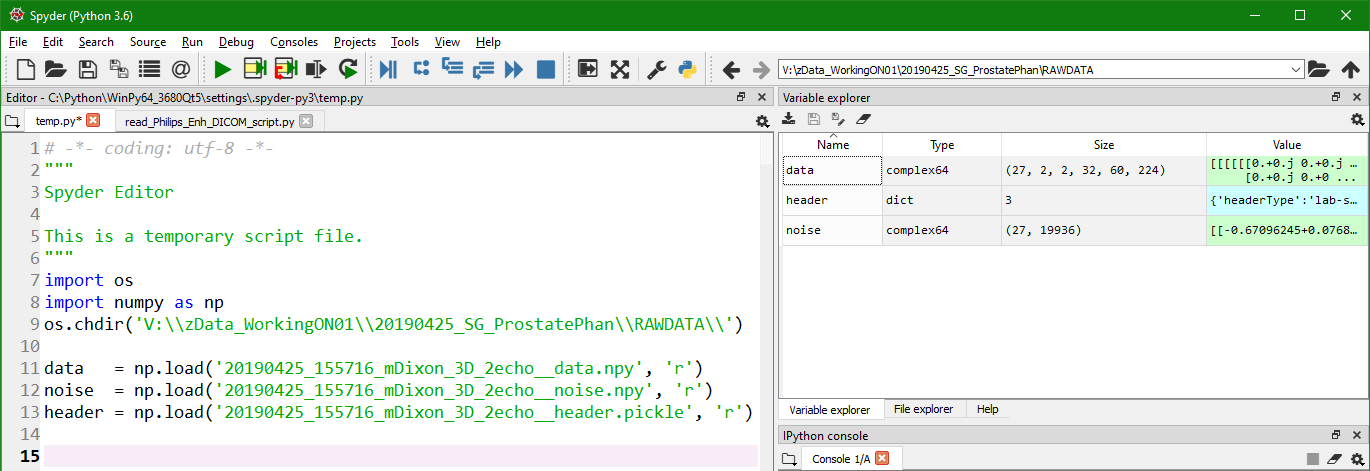 Spyder (Python 3.6)
File Edit Search Source Run Debug Consoles Projects Tools View Help
V:\zData_WorkingON01\20190425_SG_ProstatePhan\RAWDATA
Editor - C:\Python\WinPy64_3680Qt5\settings\.spyder-py3\temp.py
temp.py* read_Philips_Enh_DICOM_script.py
1 # -*- coding: utf-8 -*-
2 """
3 Spyder Editor
4
5 This is a temporary script file.
6 """
7 import os
8 import numpy as np
9 os.chdir('V:\\zData_WorkingON01\\20190425_SG_ProstatePhan\\RAWDATA\\')
10
11 data   = np.load('20190425_155716_mDixon_3D_2echo__data.npy', 'r')
12 noise  = np.load('20190425_155716_mDixon_3D_2echo__noise.npy', 'r')
13 header = np.load('20190425_155716_mDixon_3D_2echo__header.pickle', 'r')
14
15
Variable explorer
Name Type Size Value
data complex64 (27, 2, 2, 32, 60, 224) [[[[[[0.+0.j 0.+0.j …
[0.+0.j 0.+0 ...
header dict 3 {'headerType':'lab-s…
noise complex64 (27, 19936) [[-0.67096245+0.0768…
Variable explorer File explorer Help
IPython console
Console 1/A